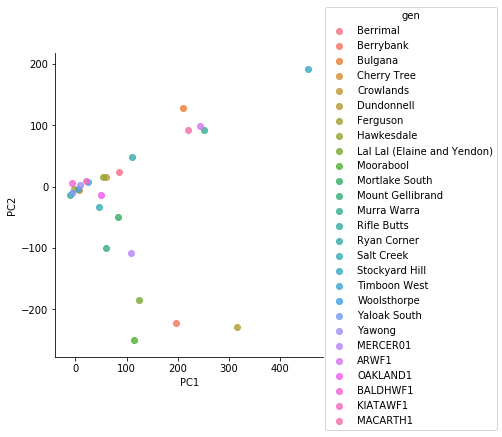 gen
Berrimal
Berrybank
Bulgana
Cherry Tree
Crowlands
Dundonnell
Ferguson
Hawkesdale
Lal Lal (Elaine and Yendon)
Moorabool
Mortlake South
Mount Gellibrand
Murra Warra
Rifle Butts
Ryan Corner
Salt Creek
Stockyard Hill
Timboon West
Woolsthorpe
Yaloak South
Yawong
MERCER01
ARWF1
OAKLAND1
BALDHWF1
KIATAWF1
MACARTH1
200
100
0
−100
−200
PC2
0 100 200 300 400
PC1